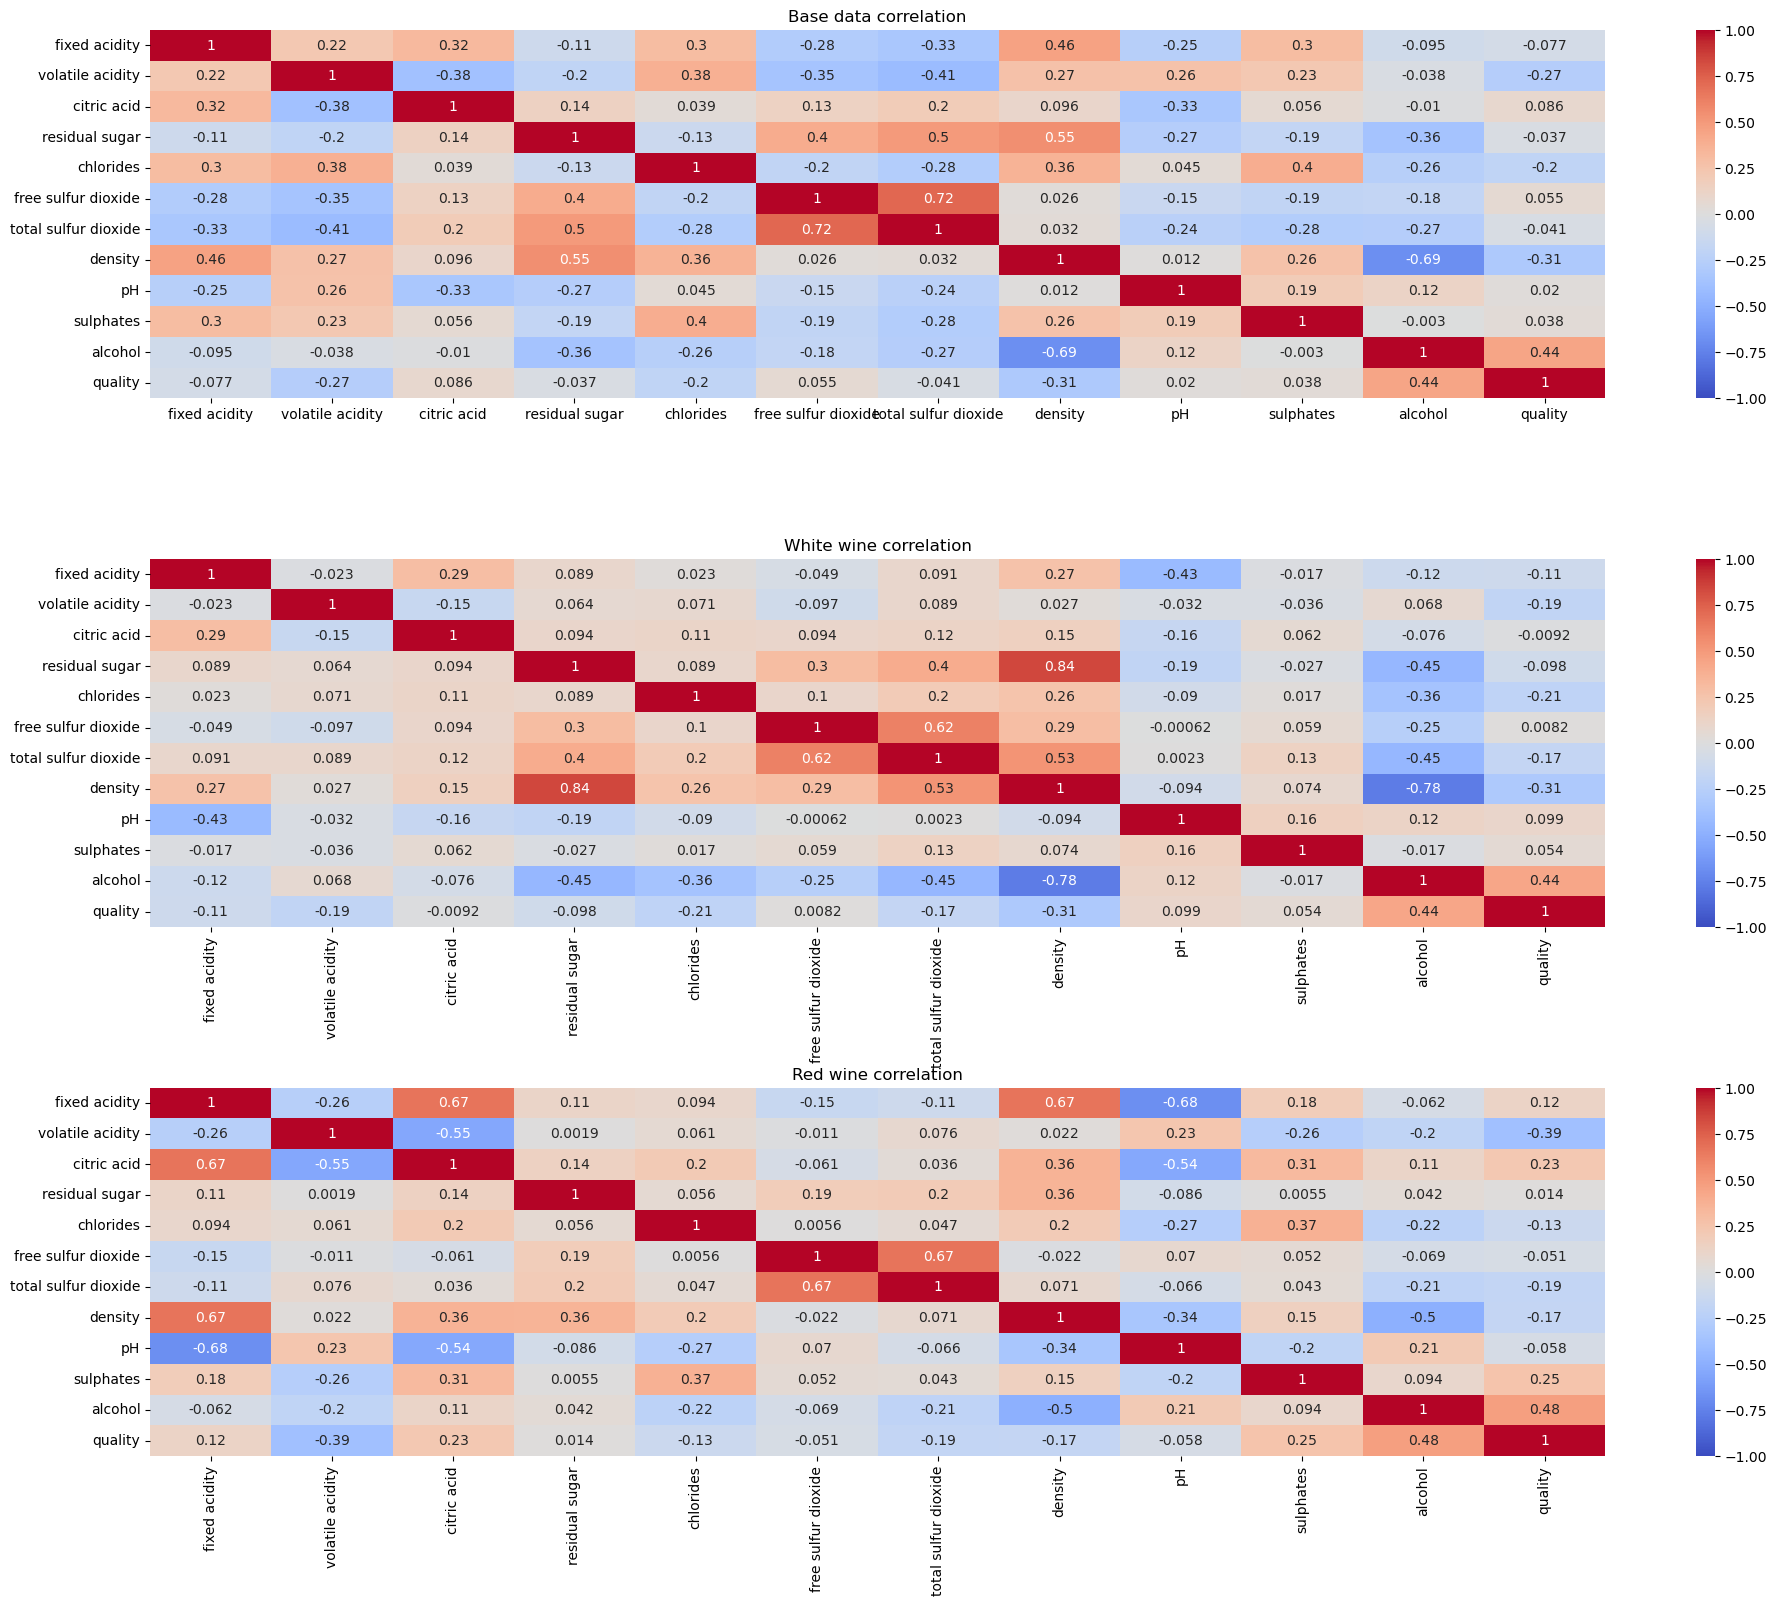 Base data correlation
fixed acidity 1 0.22 0.32 -0.11 0.3 -0.28 -0.33 0.46 -0.25 0.3 -0.095 -0.077
volatile acidity 0.22 1 -0.38 -0.2 0.38 -0.35 -0.41 0.27 0.26 0.23 -0.038 -0.27
citric acid 0.32 -0.38 1 0.14 0.039 0.13 0.2 0.096 -0.33 0.056 -0.01 0.086
residual sugar -0.11 -0.2 0.14 1 -0.13 0.4 0.5 0.55 -0.27 -0.19 -0.36 -0.037
chlorides 0.3 0.38 0.039 -0.13 1 -0.2 -0.28 0.36 0.045 0.4 -0.26 -0.2
free sulfur dioxide -0.28 -0.35 0.13 0.4 -0.2 1 0.72 0.026 -0.15 -0.19 -0.18 0.055
total sulfur dioxide -0.33 -0.41 0.2 0.5 -0.28 0.72 1 0.032 -0.24 -0.28 -0.27 -0.041
density 0.46 0.27 0.096 0.55 0.36 0.026 0.032 1 0.012 0.26 -0.69 -0.31
pH -0.25 0.26 -0.33 -0.27 0.045 -0.15 -0.24 0.012 1 0.19 0.12 0.02
sulphates 0.3 0.23 0.056 -0.19 0.4 -0.19 -0.28 0.26 0.19 1 -0.003 0.038
alcohol -0.095 -0.038 -0.01 -0.36 -0.26 -0.18 -0.27 -0.69 0.12 -0.003 1 0.44
quality -0.077 -0.27 0.086 -0.037 -0.2 0.055 -0.041 -0.31 0.02 0.038 0.44 1
fixed acidity volatile acidity citric acid residual sugar chlorides free sulfur dioxide total sulfur dioxide density pH sulphates alcohol quality
1.00
0.75
0.50
0.25
0.00
−0.25
−0.50
−0.75
−1.00
White wine correlation
fixed acidity 1 -0.023 0.29 0.089 0.023 -0.049 0.091 0.27 -0.43 -0.017 -0.12 -0.11
volatile acidity -0.023 1 -0.15 0.064 0.071 -0.097 0.089 0.027 -0.032 -0.036 0.068 -0.19
citric acid 0.29 -0.15 1 0.094 0.11 0.094 0.12 0.15 -0.16 0.062 -0.076 -0.0092
residual sugar 0.089 0.064 0.094 1 0.089 0.3 0.4 0.84 -0.19 -0.027 -0.45 -0.098
chlorides 0.023 0.071 0.11 0.089 1 0.1 0.2 0.26 -0.09 0.017 -0.36 -0.21
free sulfur dioxide -0.049 -0.097 0.094 0.3 0.1 1 0.62 0.29 -0.00062 0.059 -0.25 0.0082
total sulfur dioxide 0.091 0.089 0.12 0.4 0.2 0.62 1 0.53 0.0023 0.13 -0.45 -0.17
density 0.27 0.027 0.15 0.84 0.26 0.29 0.53 1 -0.094 0.074 -0.78 -0.31
pH -0.43 -0.032 -0.16 -0.19 -0.09 -0.00062 0.0023 -0.094 1 0.16 0.12 0.099
sulphates -0.017 -0.036 0.062 -0.027 0.017 0.059 0.13 0.074 0.16 1 -0.017 0.054
alcohol -0.12 0.068 -0.076 -0.45 -0.36 -0.25 -0.45 -0.78 0.12 -0.017 1 0.44
quality -0.11 -0.19 -0.0092 -0.098 -0.21 0.0082 -0.17 -0.31 0.099 0.054 0.44 1
fixed acidity volatile acidity citric acid residual sugar chlorides free sulfur dioxide total sulfur dioxide density pH sulphates alcohol quality
1.00
0.75
0.50
0.25
0.00
−0.25
−0.50
−0.75
−1.00
Red wine correlation
fixed acidity 1 -0.26 0.67 0.11 0.094 -0.15 -0.11 0.67 -0.68 0.18 -0.062 0.12
volatile acidity -0.26 1 -0.55 0.0019 0.061 -0.011 0.076 0.022 0.23 -0.26 -0.2 -0.39
citric acid 0.67 -0.55 1 0.14 0.2 -0.061 0.036 0.36 -0.54 0.31 0.11 0.23
residual sugar 0.11 0.0019 0.14 1 0.056 0.19 0.2 0.36 -0.086 0.0055 0.042 0.014
chlorides 0.094 0.061 0.2 0.056 1 0.0056 0.047 0.2 -0.27 0.37 -0.22 -0.13
free sulfur dioxide -0.15 -0.011 -0.061 0.19 0.0056 1 0.67 -0.022 0.07 0.052 -0.069 -0.051
total sulfur dioxide -0.11 0.076 0.036 0.2 0.047 0.67 1 0.071 -0.066 0.043 -0.21 -0.19
density 0.67 0.022 0.36 0.36 0.2 -0.022 0.071 1 -0.34 0.15 -0.5 -0.17
pH -0.68 0.23 -0.54 -0.086 -0.27 0.07 -0.066 -0.34 1 -0.2 0.21 -0.058
sulphates 0.18 -0.26 0.31 0.0055 0.37 0.052 0.043 0.15 -0.2 1 0.094 0.25
alcohol -0.062 -0.2 0.11 0.042 -0.22 -0.069 -0.21 -0.5 0.21 0.094 1 0.48
quality 0.12 -0.39 0.23 0.014 -0.13 -0.051 -0.19 -0.17 -0.058 0.25 0.48 1
fixed acidity volatile acidity citric acid residual sugar chlorides free sulfur dioxide total sulfur dioxide density pH sulphates alcohol quality
1.00
0.75
0.50
0.25
0.00
−0.25
−0.50
−0.75
−1.00